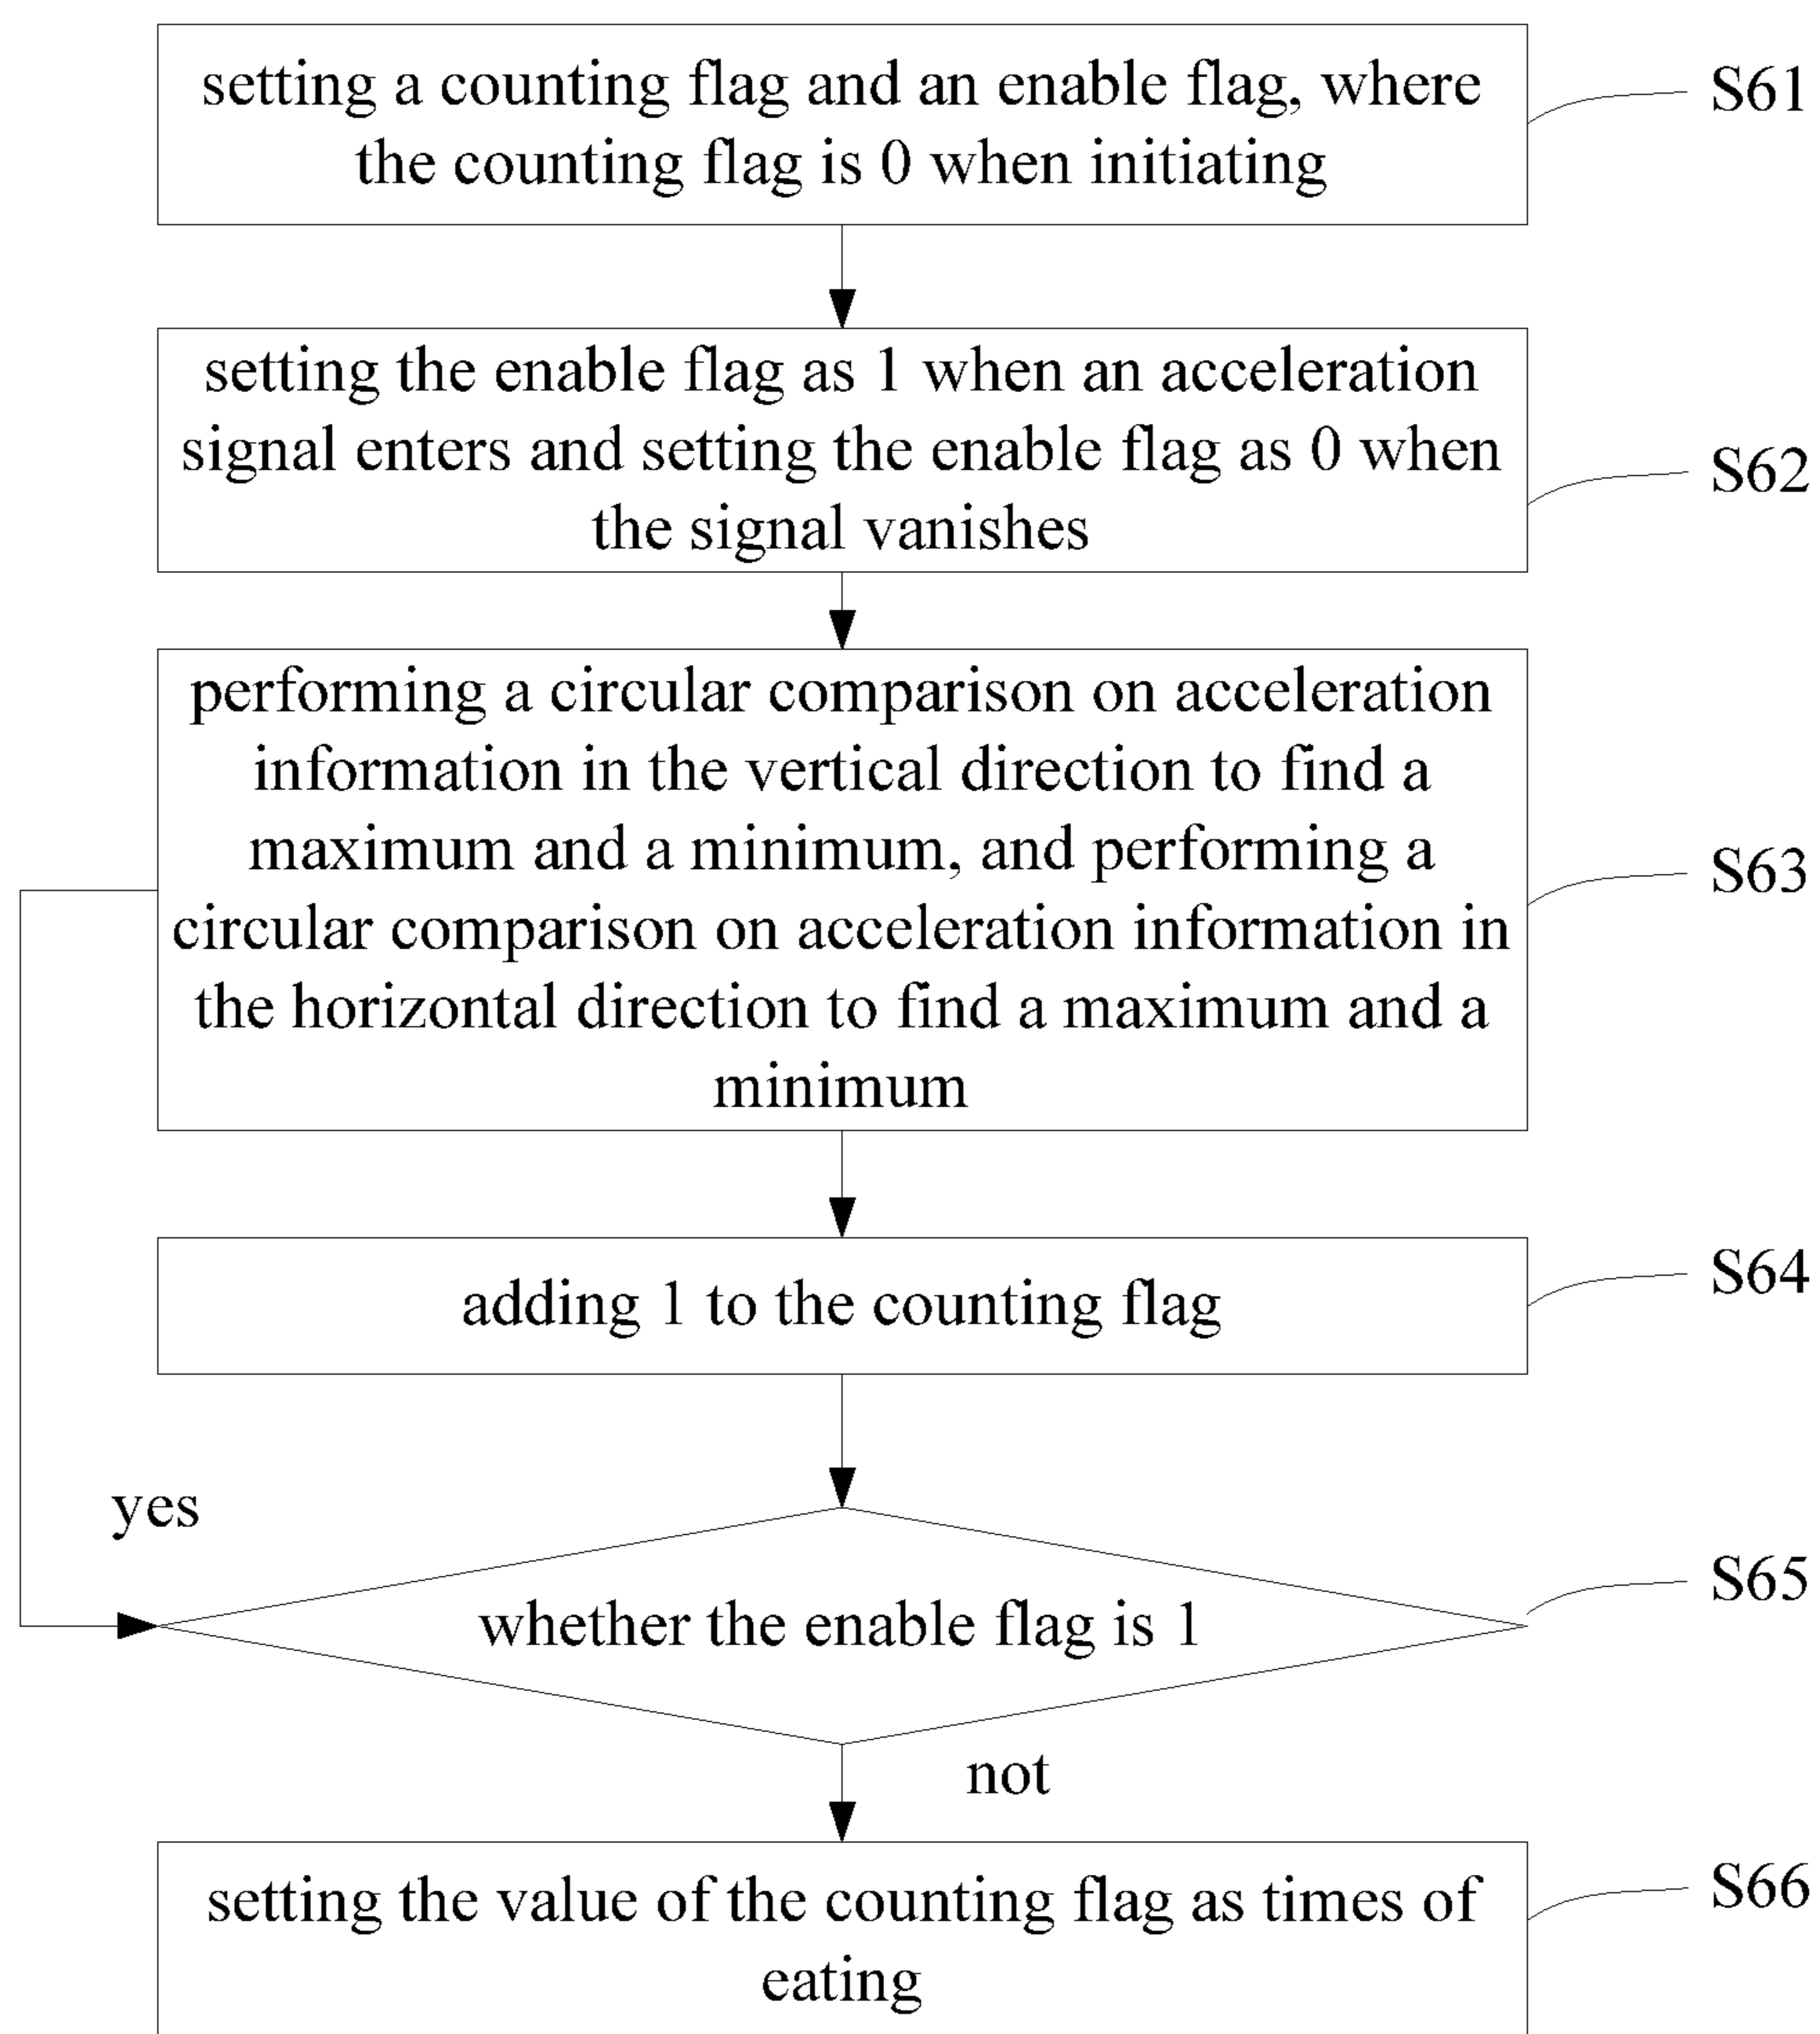 setting a counting flag and an enable flag, where
the counting flag is 0 when initiating
S61
setting the enable flag as 1 when an acceleration
signal enters and setting the enable flag as 0 when
the signal vanishes
S62
performing a circular comparison on acceleration
information in the vertical direction to find a
maximum and a minimum, and performing a
circular comparison on acceleration information in
the horizontal direction to find a maximum and a
minimum
S63
adding 1 to the counting flag
S64
yes
whether the enable flag is 1
S65
not
setting the value of the counting flag as times of
eating
S66